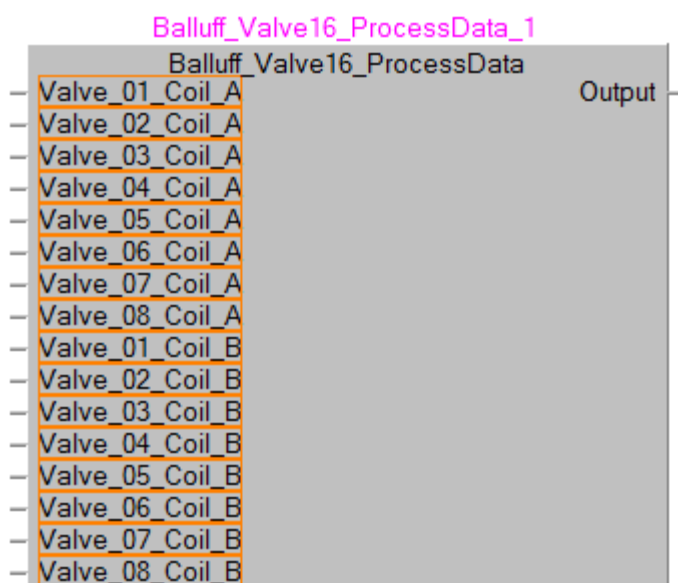 Balluff_Valve16_ProcessData_1
Balluff_Valve16_ProcessData
Valve_01_Coil_A Output
Valve_02_Coil_A
Valve_03_Coil_A
Valve_04_Coil_A
Valve_05_Coil_A
Valve_06_Coil_A
Valve_07_Coil_A
Valve_08_Coil_A
Valve_01_Coil_B
Valve_02_Coil_B
Valve_03_Coil_B
Valve_04_Coil_B
Valve_05_Coil_B
Valve_06_Coil_B
Valve_07_Coil_B
Valve_08_Coil_B